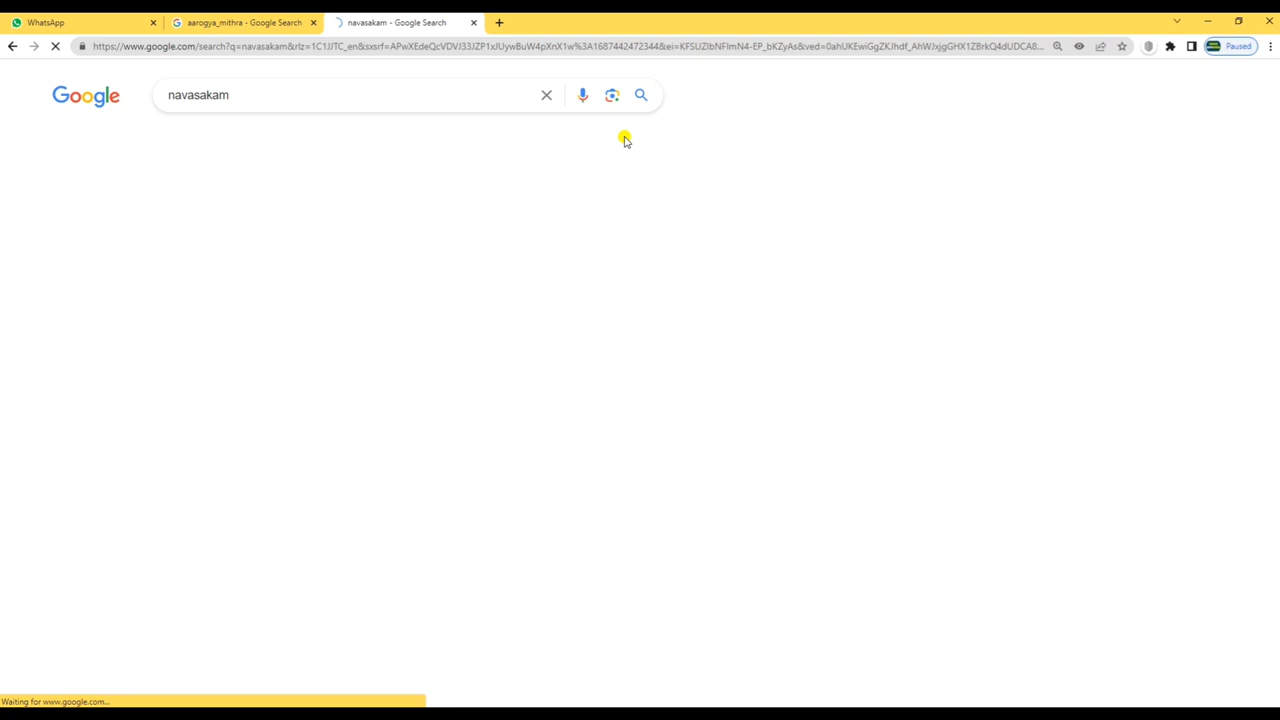 WhatsApp
aarogya_mithra - Google Search
navasakam - Google Search
Paused
Google
navasakam
Waiting for www.google.com...